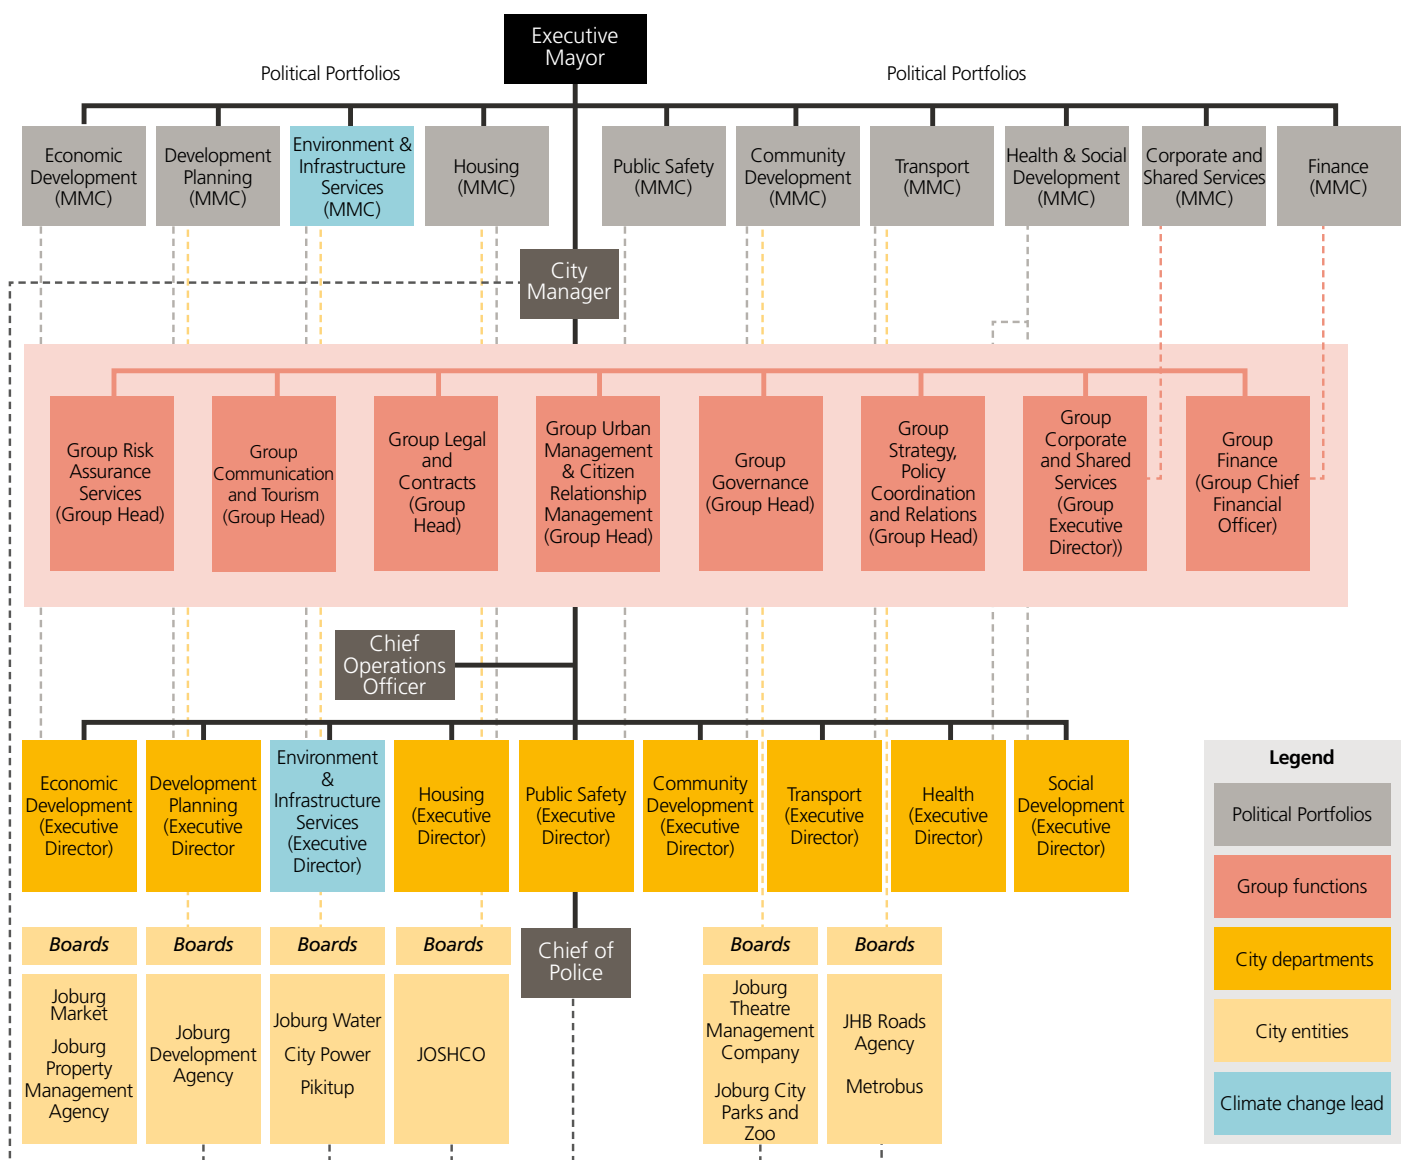 Executive
Mayor
Political Portfolios
Political Portfolios
Economic
Development
(MMC)
Development
Planning
(MMC)
Environment &
Infrastructure
Services
(MMC)
Housing
(MMC)
Public Safety
(MMC)
Community
Development
(MMC)
Transport
(MMC)
Health & Social
Development
(MMC)
Corporate and
Shared Services
(MMC)
Finance
(MMC)
City
Manager
Group Risk
Assurance
Services
(Group Head)
Group
Communication
and Tourism
(Group Head)
Group Legal
and
Contracts
(Group
Head)
Group Urban
Management
& Citizen
Relationship
Management
(Group Head)
Group
Governance
(Group Head)
Group
Strategy,
Policy
Coordination
and Relations
(Group Head)
Group
Corporate
and Shared
Services
(Group
Executive
Director))
Group
Finance
(Group Chief
Financial
Officer)
Chief
Operations
Officer
Economic
Development
(Executive
Director)
Development
Planning
(Executive
Director
Environment
&
Infrastructure
Services
(Executive
Director)
Housing
(Executive
Director)
Public Safety
(Executive
Director)
Community
Development
(Executive
Director)
Transport
(Executive
Director)
Health
(Executive
Director)
Social
Development
(Executive
Director)
Boards
Boards
Boards
Boards
Chief of
Police
Boards
Boards
Joburg
Market
Joburg
Property
Management
Agency
Joburg
Development
Agency
Joburg Water
City Power
Pikitup
JOSHCO
Joburg
Theatre
Management
Company
Joburg City
Parks and
Zoo
JHB Roads
Agency
Metrobus
Legend
Political Portfolios
Group functions
City departments
City entities
Climate change lead